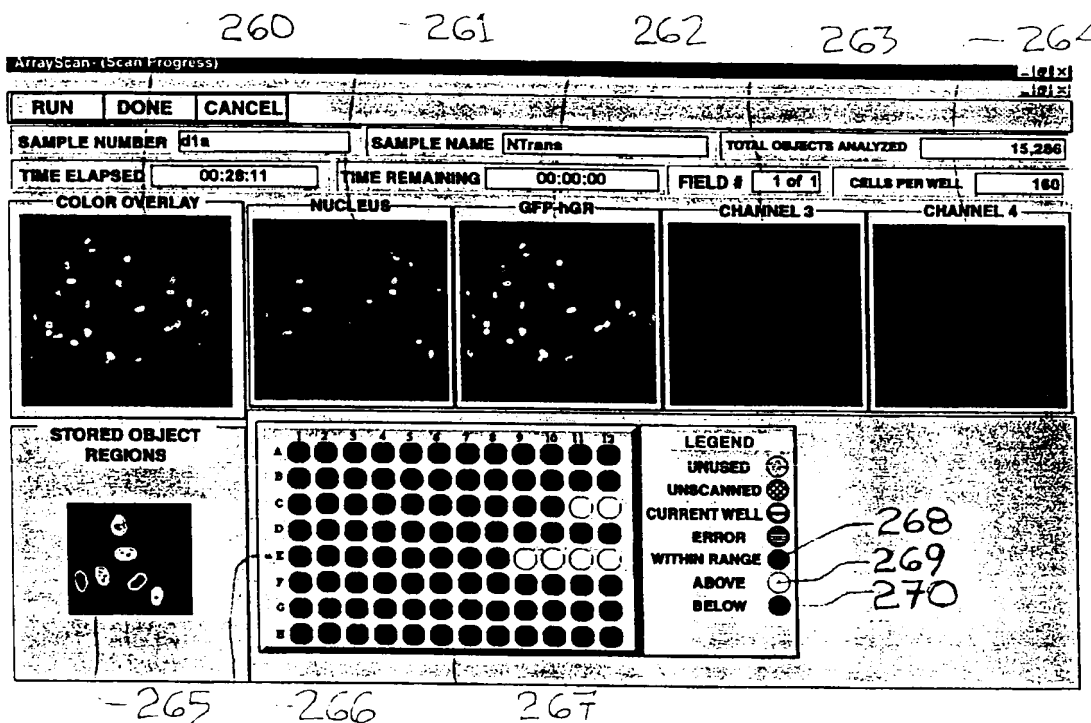 260 261 262 263 264
ArrayScan - (Scan Progress)
RUN DONE CANCEL
SAMPLE NUMBER d1a SAMPLE NAME NTrans TOTAL OBJECTS ANALYZED 15,286
TIME ELAPSED 00:28:11 TIME REMAINING 00:00:00 FIELD # 1 of 1 CELLS PER WELL 160
COLOR OVERLAY NUCLEUS GFP-hGR CHANNEL 3 CHANNEL 4
STORED OBJECT
REGIONS
1 2 3 4 5 6 7 8 9 10 11 12
A
B
C
D
E
F
G
H
LEGEND
UNUSED
UNSCANNED
CURRENT WELL
ERROR
WITHIN RANGE 268
ABOVE 269
BELOW 270
265 266 267